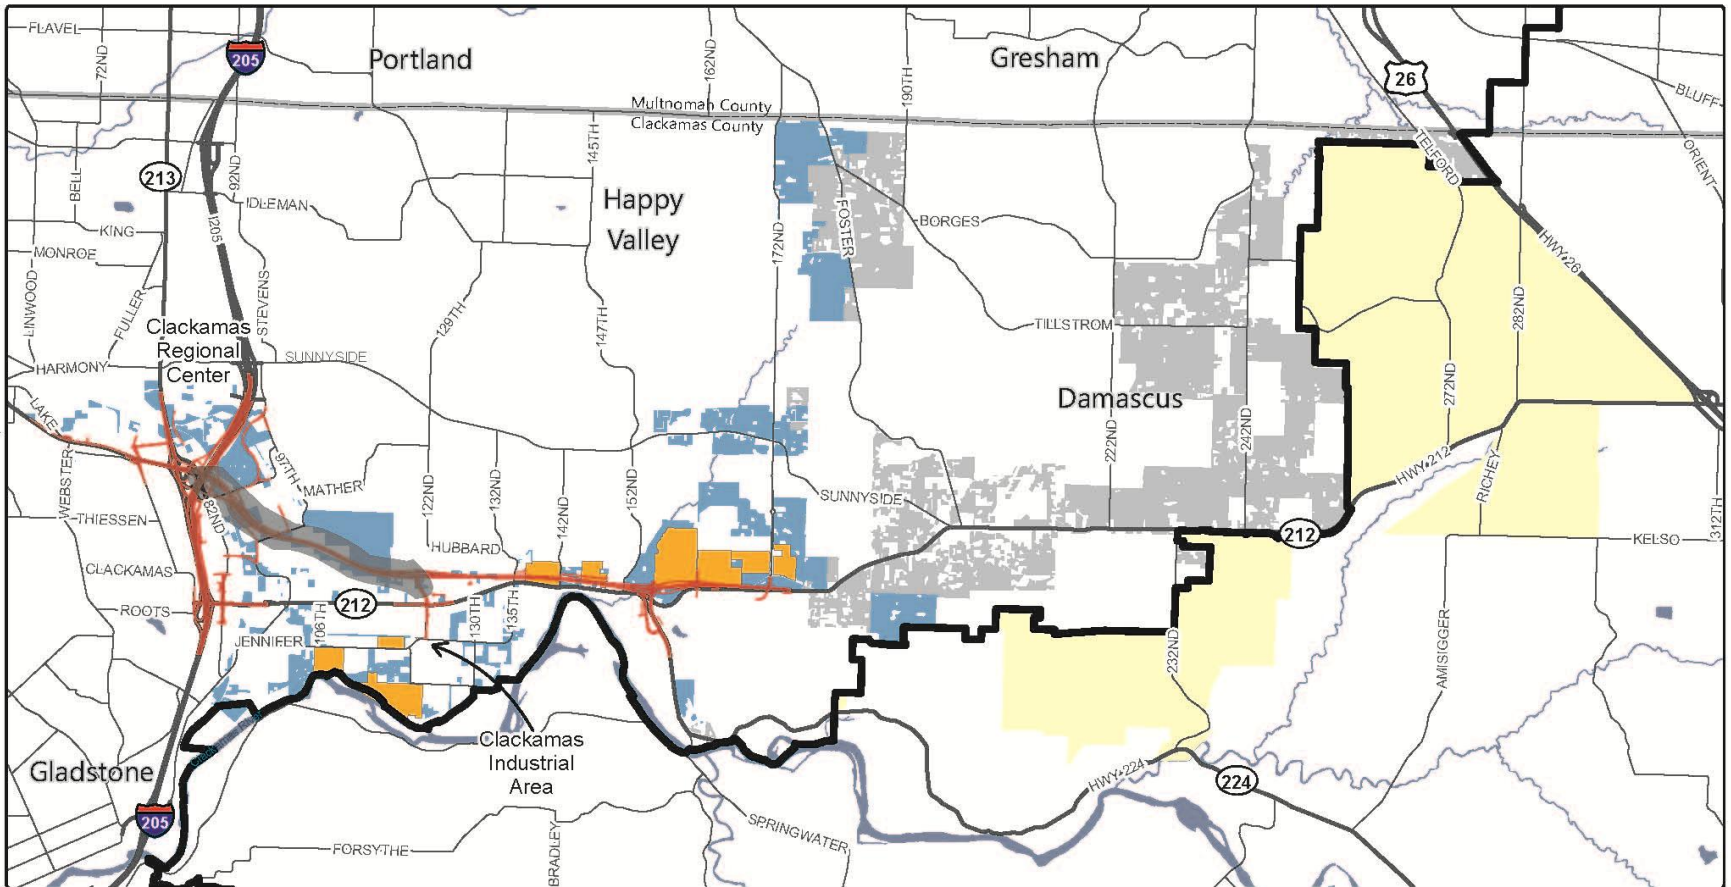 FLAVEL
72ND
205
Portland
162ND
190TH
Gresham
26
BLUFF
Multnomah County
Clackamas County
TELFORD
ORIENT
213
BELL
92ND
145TH
IDLEMAN
Happy
Valley
172ND
FOSTER
BORGES
KING
I205
HWY 26
MONROE
LINWOOD
FULLER
STEVENS
129TH
147TH
282ND
Clackamas
Regional
Center
SUNNYSIDE
TILLSTROM
HARMONY
LAKE
Damascus
272ND
222ND
242ND
WEBSTER
97TH
MATHER
122ND
132ND
142ND
152ND
SUNNYSIDE
HWY 212
RICHEY
THIESSEN
82ND
HUBBARD
212
KELSO
312TH
CLACKAMAS
ROOTS
212
106TH
130TH
135TH
JENNIFER
232ND
AMISIGGER
Clackamas
Industrial
Area
Gladstone
HWY 224
224
205
FORSYTHE
BRADLEY
SPRINGWATER